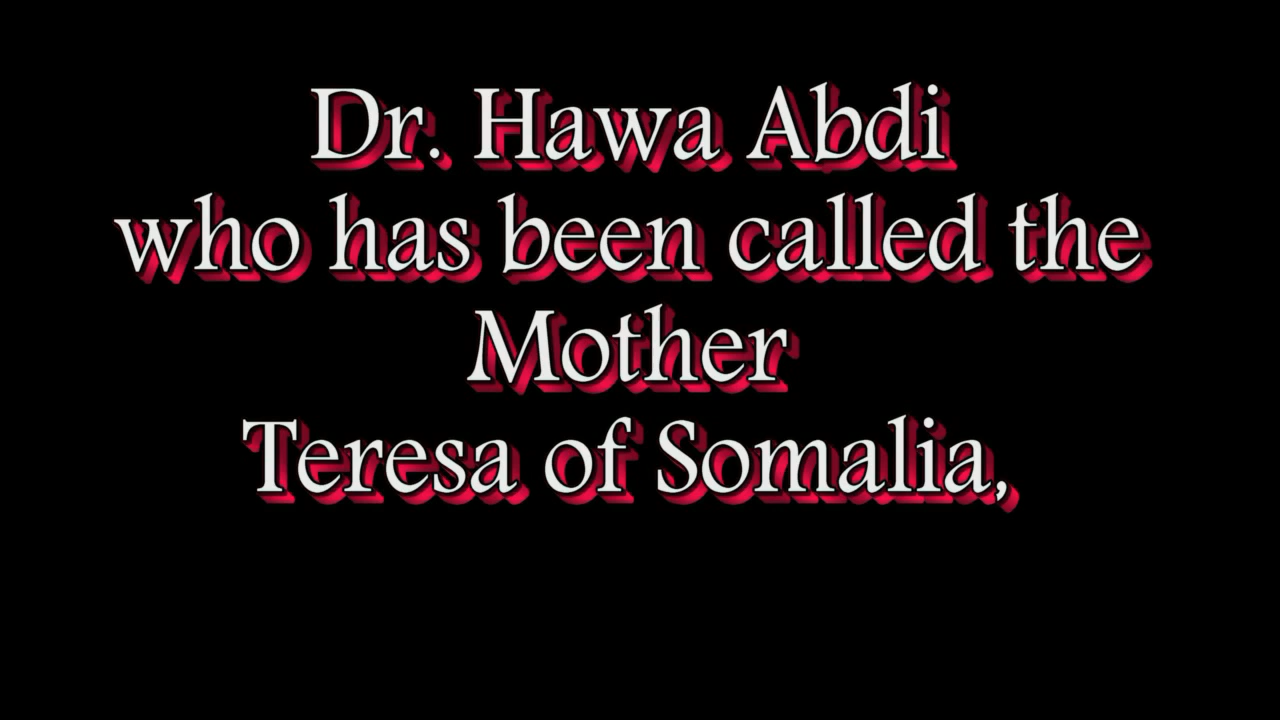 Dr. Hawa Abdi
who has been called the
Mother
Teresa of Somalia,